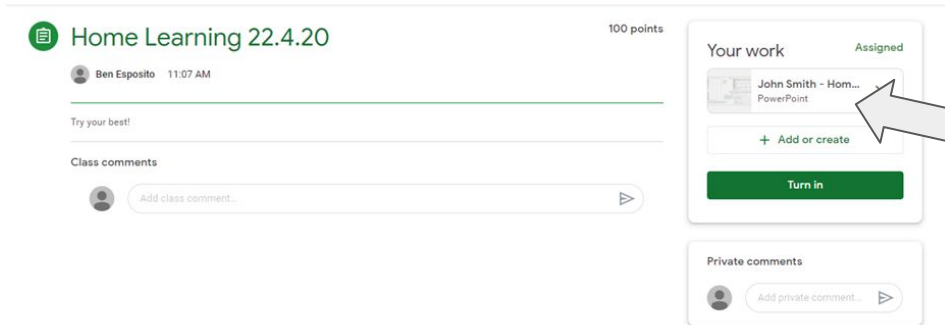 Home Learning 22.4.20
100 points
Ben Esposito 11:07 AM
Try your best!
Class comments
Add class comment...
Your work
Assigned
John Smith - Hom...
PowerPoint
+ Add or create
Turn in
Private comments
Add private comment...